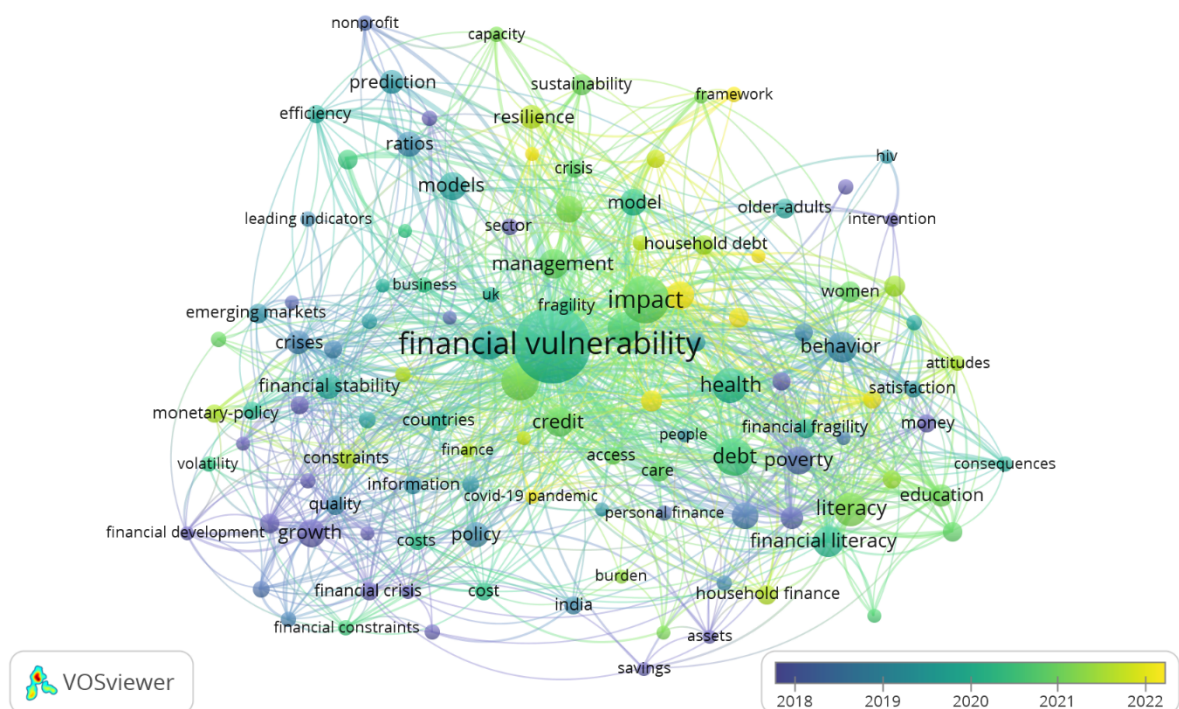 nonprofit
capacity
prediction
sustainability
framework
efficiency
resilience
ratios
hiv
crisis
models
model
older-adults
leading indicators
sector
intervention
household debt
management
business
uk
women
impact
fragility
emerging markets
crises
financial vulnerability
behavior
attitudes
financial stability
health
satisfaction
monetary-policy
countries
credit
financial fragility
money
people
volatility
constraints
finance
access
care
debt
poverty
consequences
information
covid-19 pandemic
education
quality
personal finance
literacy
financial development
growth
costs
policy
financial literacy
burden
financial crisis
cost
household finance
india
financial constraints
assets
savings
VOSviewer
2018 2019 2020 2021 2022